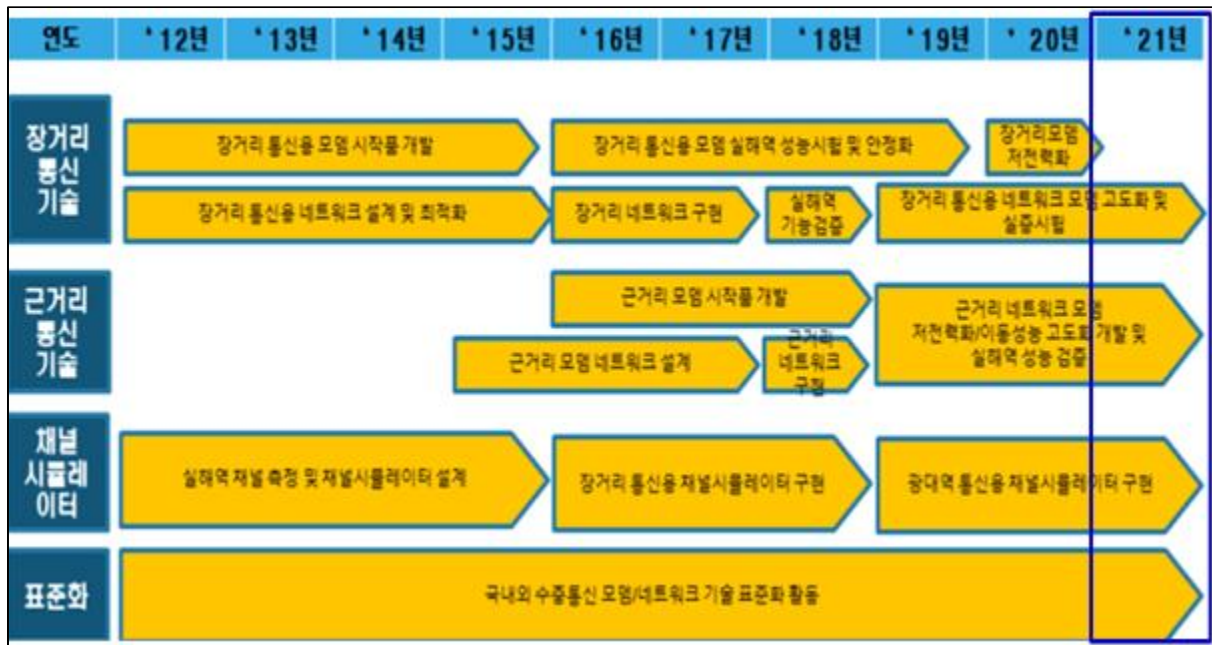 연도 '12년 '13년 '14년 '15년 '16년 '17년 '18년 '19년 '20년 '21년
장거리
통신
기술
장거리 통신용 모뎀 시작품 개발
장거리 통신용 모뎀 실해역 성능시험 및 안정화
장거리모뎀
저전력화
장거리 통신용 네트워크 설계 및 최적화
장거리 네트워크 구현
실해역
기능검증
장거리 통신용 네트워크 모뎀 고도화 및
실증시험
근거리
통신
기술
근거리 모뎀 시작품 개발
근거리 모뎀 네트워크 설계
근거리
네트워크
구현
근거리 네트워크 모뎀
저전력화/이동성능 고도화 개발 및
실해역 성능 검증
채널
시뮬레
이터
실해역 채널 측정 및 채널시뮬레이터 설계
장거리 통신용 채널시뮬레이터 구현
광대역 통신용 채널시뮬레이터 구현
표준화
국내외 수중통신 모뎀/네트워크 기술 표준화 활동